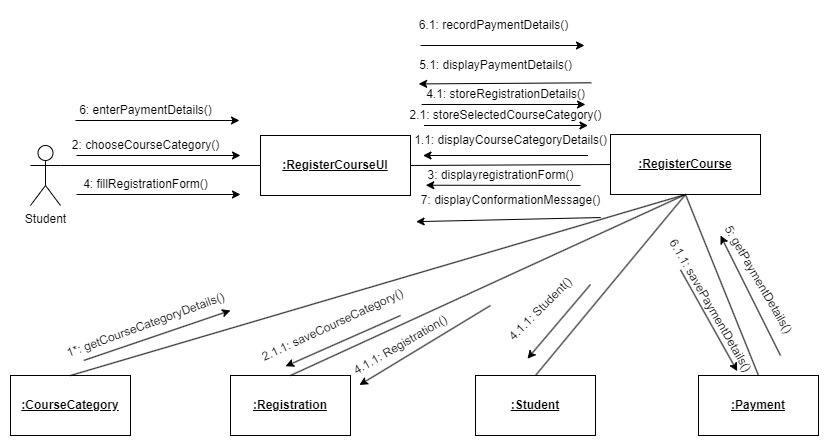 6.1: recordPaymentDetails()
5.1: displayPaymentDetails()
4.1: storeRegistrationDetails()
6: enterPaymentDetails()
2.1: storeSelectedCourseCategory()
2: chooseCourseCategory()
1.1: displayCourseCategoryDetails()
:RegisterCourseUI
:RegisterCourse
4: fillRegistrationForm()
3: displayregistrationForm()
7: displayConformationMessage()
Student
1*: getCourseCategoryDetails()
2.1.1: saveCourseCategory()
4.1.1: Registration()
4.1.1: Student()
6.1.1: savePaymentDetails()
5: getPaymentDetails()
:CourseCategory
:Registration
:Student
:Payment